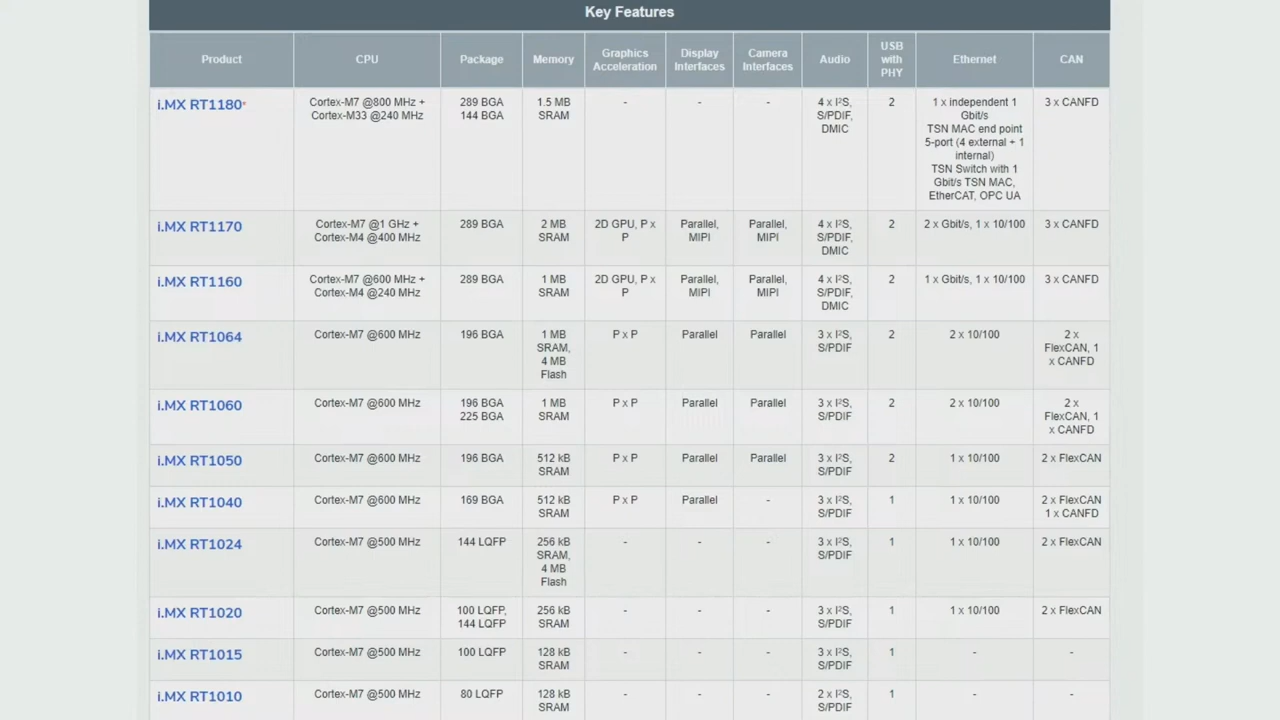 Key Features
Product CPU Package Memory Graphics Acceleration Display Interfaces Camera Interfaces Audio USB with PHY Ethernet CAN
i.MX RT1180* Cortex-M7 @800 MHz + Cortex-M33 @240 MHz 289 BGA 144 BGA 1.5 MB SRAM - - - 4 x I²S, S/PDIF, DMIC 2 1 x independent 1 Gbit/s TSN MAC end point 5-port (4 external + 1 internal) TSN Switch with 1 Gbit/s TSN MAC, EtherCAT, OPC UA 3 x CANFD
i.MX RT1170 Cortex-M7 @1 GHz + Cortex-M4 @400 MHz 289 BGA 2 MB SRAM 2D GPU, P x P Parallel, MIPI Parallel, MIPI 4 x I²S, S/PDIF, DMIC 2 2 x Gbit/s, 1 x 10/100 3 x CANFD
i.MX RT1160 Cortex-M7 @600 MHz + Cortex-M4 @240 MHz 289 BGA 1 MB SRAM 2D GPU, P x P Parallel, MIPI Parallel, MIPI 4 x I²S, S/PDIF, DMIC 2 1 x Gbit/s, 1 x 10/100 3 x CANFD
i.MX RT1064 Cortex-M7 @600 MHz 196 BGA 1 MB SRAM, 4 MB Flash P x P Parallel Parallel 3 x I²S, S/PDIF 2 2 x 10/100 2 x FlexCAN, 1 x CANFD
i.MX RT1060 Cortex-M7 @600 MHz 196 BGA 225 BGA 1 MB SRAM P x P Parallel Parallel 3 x I²S, S/PDIF 2 2 x 10/100 2 x FlexCAN, 1 x CANFD
i.MX RT1050 Cortex-M7 @600 MHz 196 BGA 512 kB SRAM P x P Parallel Parallel 3 x I²S, S/PDIF 2 1 x 10/100 2 x FlexCAN
i.MX RT1040 Cortex-M7 @600 MHz 169 BGA 512 kB SRAM P x P Parallel - 3 x I²S, S/PDIF 1 1 x 10/100 2 x FlexCAN 1 x CANFD
i.MX RT1024 Cortex-M7 @500 MHz 144 LQFP 256 kB SRAM, 4 MB Flash - - - 3 x I²S, S/PDIF 1 1 x 10/100 2 x FlexCAN
i.MX RT1020 Cortex-M7 @500 MHz 100 LQFP, 144 LQFP 256 kB SRAM - - - 3 x I²S, S/PDIF 1 1 x 10/100 2 x FlexCAN
i.MX RT1015 Cortex-M7 @500 MHz 100 LQFP 128 kB SRAM - - - 3 x I²S, S/PDIF 1 - -
i.MX RT1010 Cortex-M7 @500 MHz 80 LQFP 128 kB SRAM - - - 2 x I²S, S/PDIF 1 - -